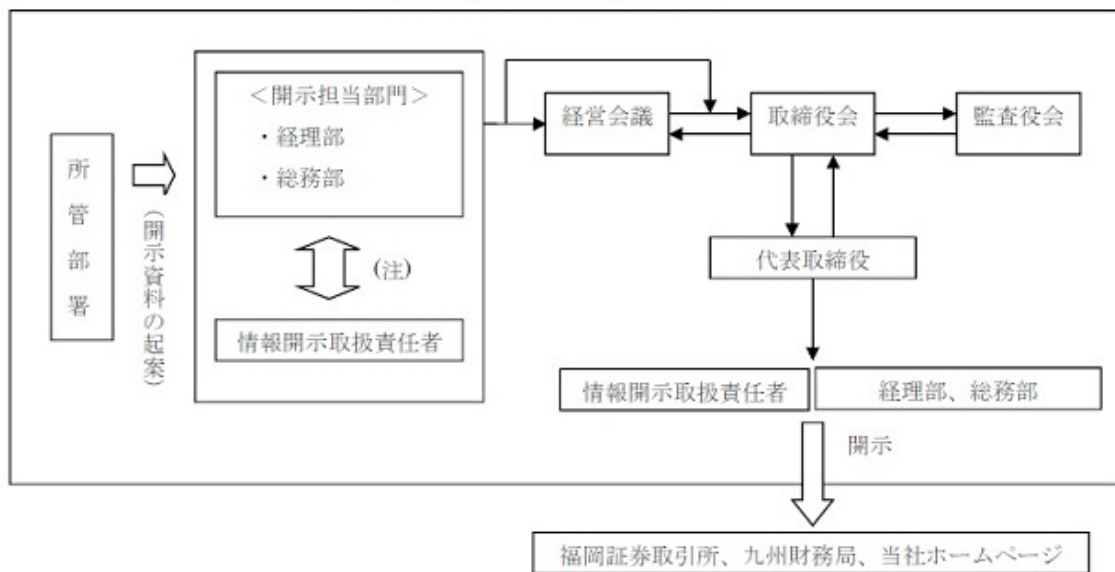 所管部署
(開示資料の起案)
＜開示担当部門＞
・経理部
・総務部
(注)
情報開示取扱責任者
経営会議
取締役会
監査役会
代表取締役
情報開示取扱責任者
経理部、総務部
開示
福岡証券取引所、九州財務局、当社ホームページ